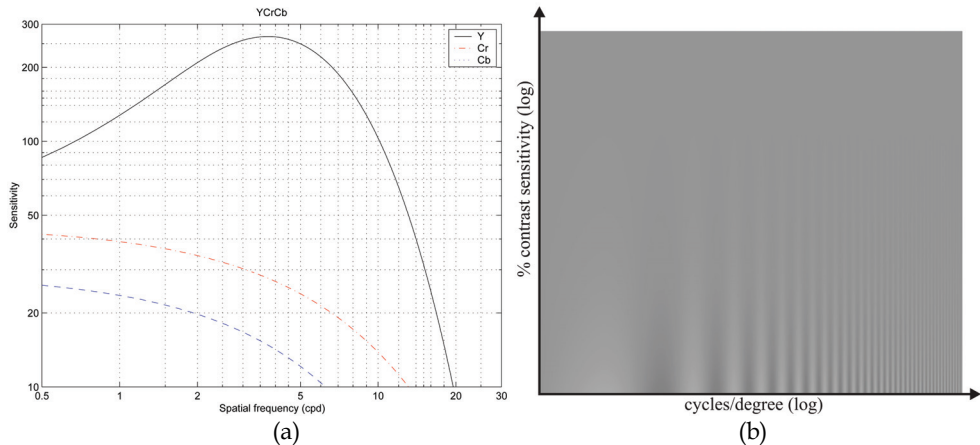 YCrCb
300
200
100
50
20
10
Sensitivity
0.5 1 2 5 10 20 30
Spatial frequency (cpd)
Y
Cr
Cb
(a)
% contrast sensitivity (log)
cycles/degree (log)
(b)